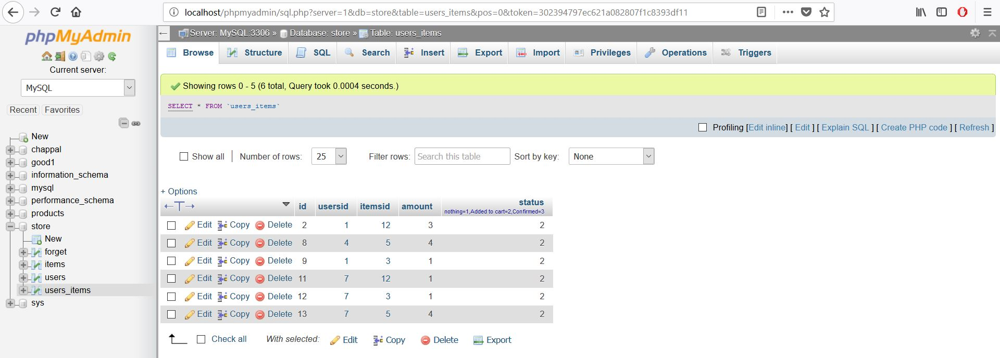 localhost/phpmyadmin/sql.php?server=1&db=store&table=users_items&pos=0&token=302394797ec621a082807f1c8393df11
phpMyAdmin
Current server:
MySQL
Recent Favorites
New
chappal
good1
information_schema
mysql
performance_schema
products
store
New
forget
items
users
users_items
sys
Server: MySQL:3306 » Database: store » Table: users_items
Browse Structure SQL Search Insert Export Import Privileges Operations Triggers
Showing rows 0 - 5 (6 total, Query took 0.0004 seconds.)
SELECT * FROM `users_items`
Profiling [Edit inline] [ Edit ] [ Explain SQL ] [ Create PHP code ] [ Refresh ]
Show all | Number of rows: 25 Filter rows: Search this table Sort by key: None
+ Options
←T→ id usersid itemsid amount status
nothing=1,Added to cart=2,Confirmed=3
Edit Copy Delete 2 1 12 3 2
Edit Copy Delete 8 4 5 4 2
Edit Copy Delete 9 1 3 1 2
Edit Copy Delete 11 7 12 1 2
Edit Copy Delete 12 7 3 1 2
Edit Copy Delete 13 7 5 4 2
Check all With selected: Edit Copy Delete Export